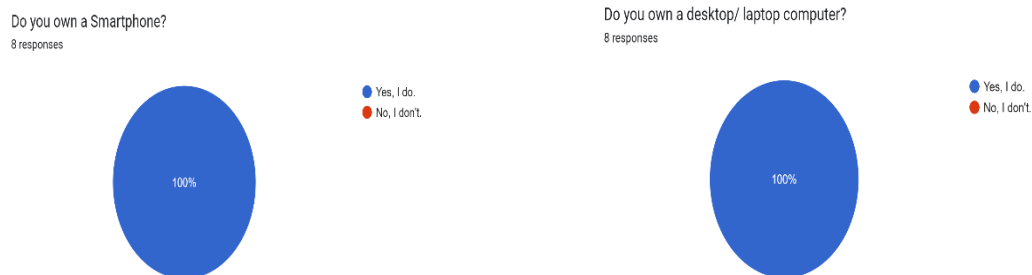 Do you own a Smartphone?
8 responses
Yes, I do.
No, I don't.
100%
Do you own a desktop/ laptop computer?
8 responses
Yes, I do.
No, I don't.
100%